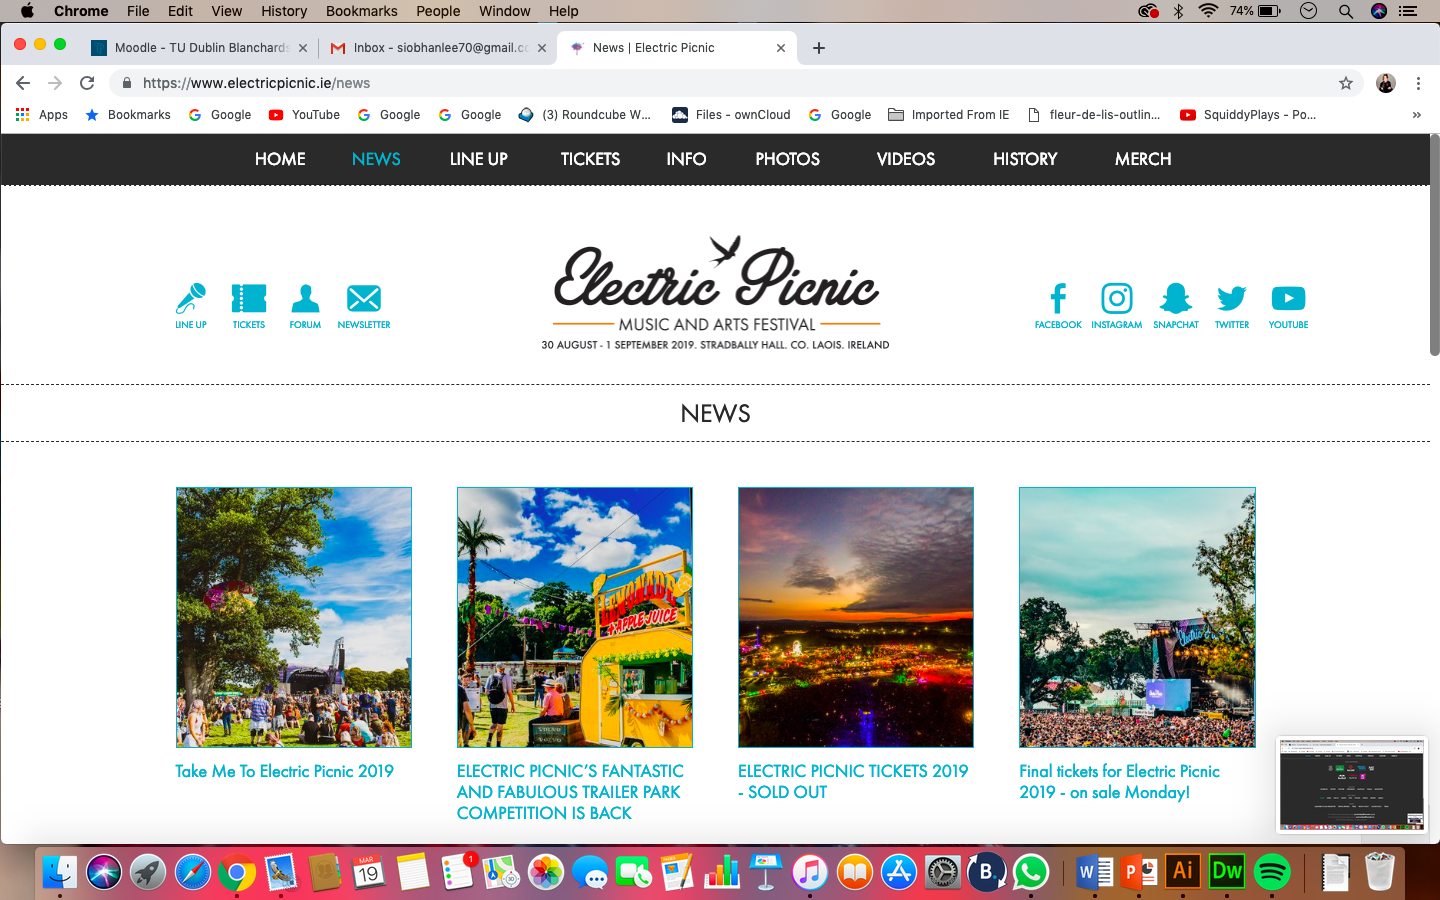 Chrome File Edit View History Bookmarks People Window Help 74%
Moodle - TU Dublin Blanchards Inbox - siobhanlee70@gmail.co News | Electric Picnic
https://www.electricpicnic.ie/news
Apps Bookmarks Google YouTube Google Google (3) Roundcube W... Files - ownCloud Google Imported From IE fleur-de-lis-outlin... SquiddyPlays - Po... »
HOME NEWS LINE UP TICKETS INFO PHOTOS VIDEOS HISTORY MERCH
Electric Picnic
MUSIC AND ARTS FESTIVAL
30 AUGUST - 1 SEPTEMBER 2019. STRADBALLY HALL. CO. LAOIS. IRELAND
LINE UP TICKETS FORUM NEWSLETTER
FACEBOOK INSTAGRAM SNAPCHAT TWITTER YOUTUBE
NEWS
LEMONADE
+ APPLE JUICE
Electric Picnic
Take Me To Electric Picnic 2019
ELECTRIC PICNIC'S FANTASTIC
AND FABULOUS TRAILER PARK
COMPETITION IS BACK
ELECTRIC PICNIC TICKETS 2019
- SOLD OUT
Final tickets for Electric Picnic
2019 - on sale Monday!
MAR
19
1
B.
W
P
Ai
Dw